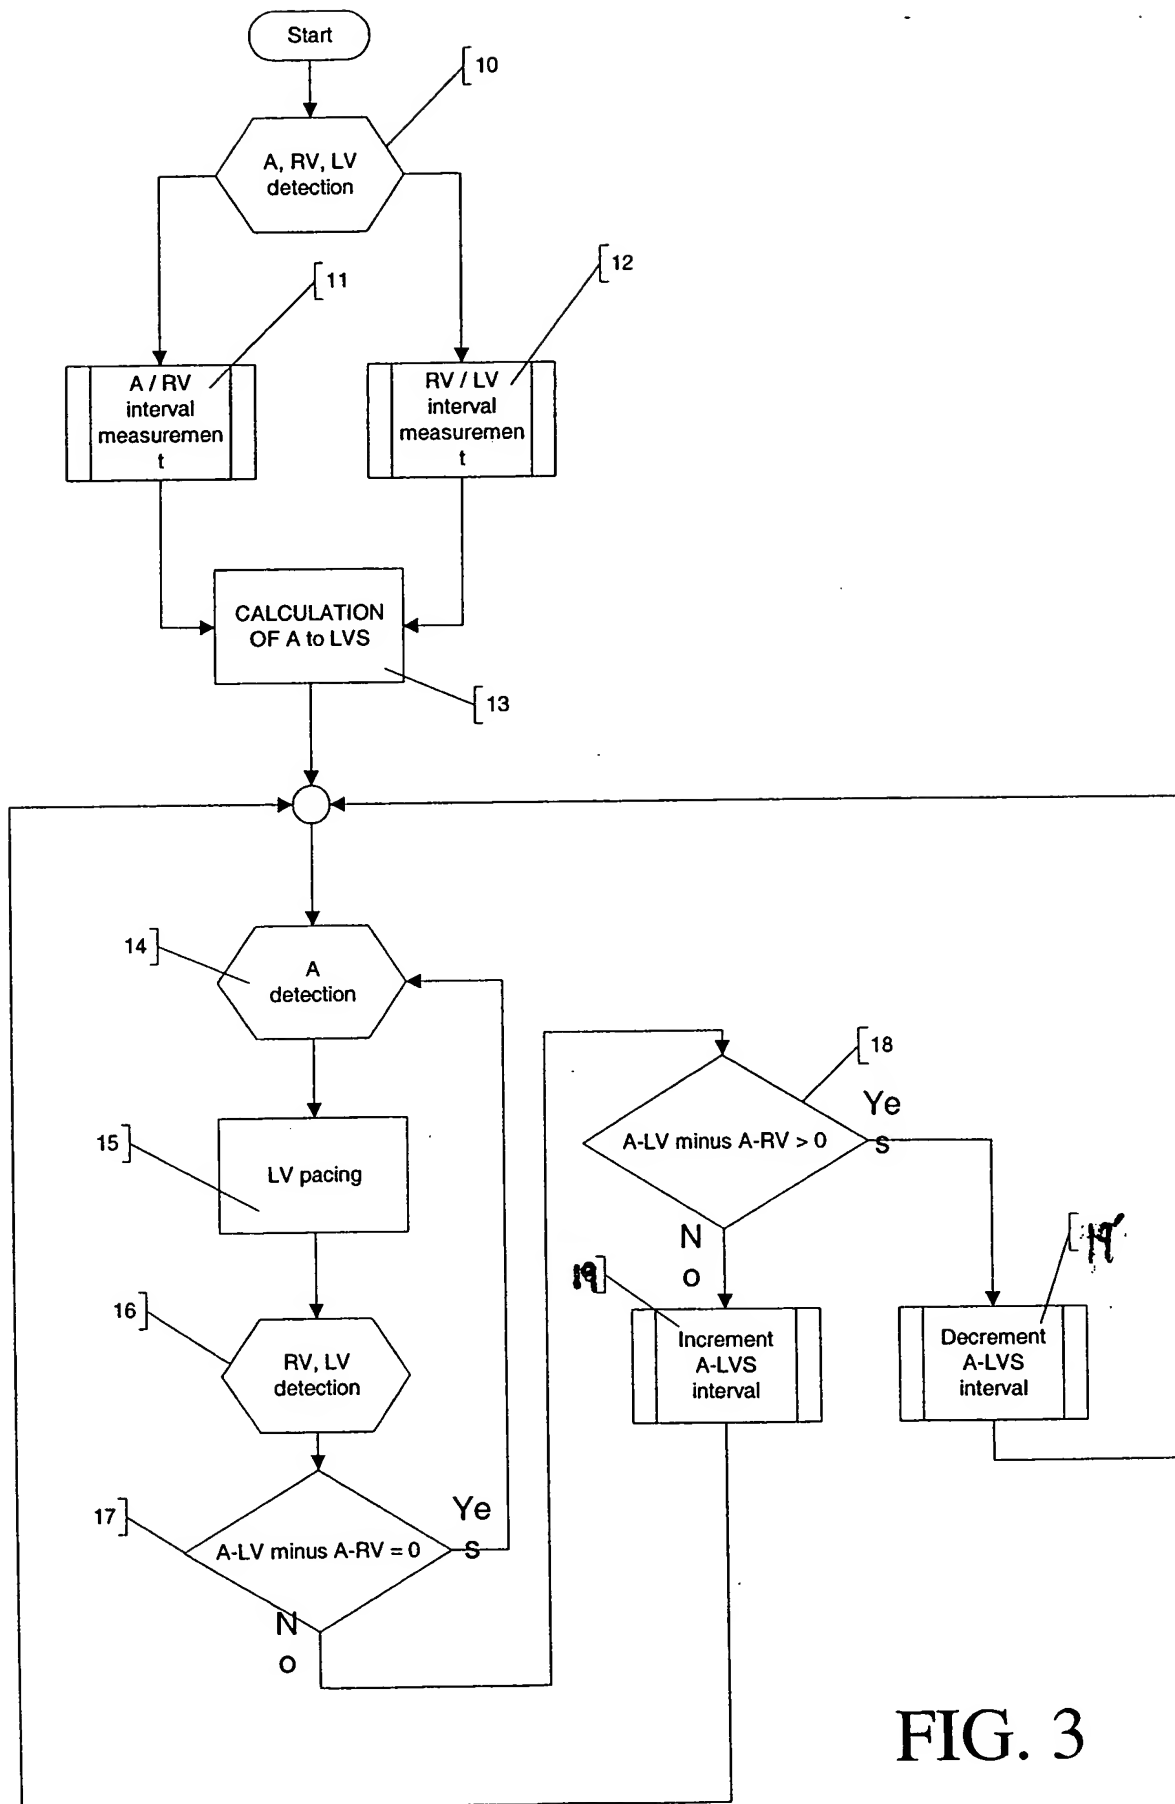 Start
10
A, RV, LV
detection
11
12
A / RV
interval
measuremen
t
RV / LV
interval
measuremen
t
CALCULATION
OF A to LVS
13
14
A
detection
15
LV pacing
16
RV, LV
detection
17
A-LV minus A-RV = 0
Ye
s
N
o
18
A-LV minus A-RV > 0
Ye
s
N
o
19
Increment
A-LVS
interval
19'
Decrement
A-LVS
interval
FIG. 3